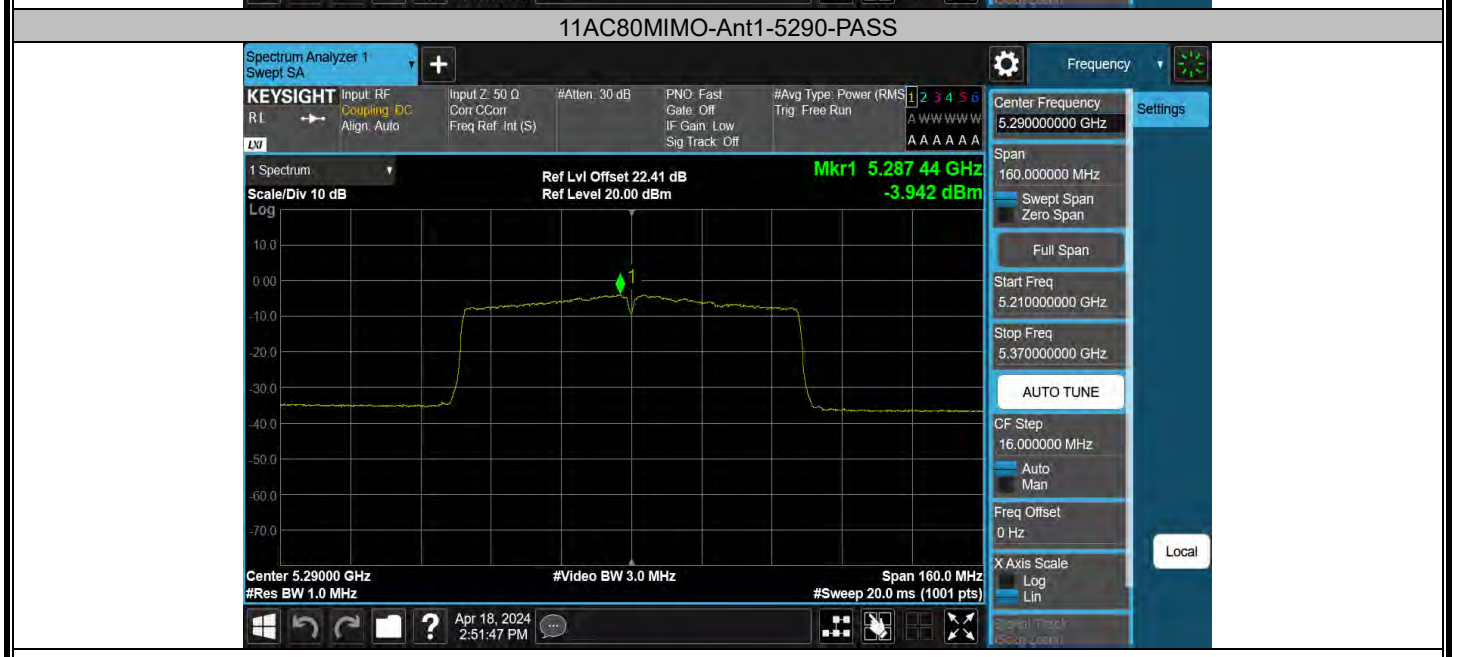 11AC80MIMO-Ant1-5290-PASS
Spectrum Analyzer 1
Swept SA
Frequency
KEYSIGHT
RL
LXI
Input: RF
Coupling: DC
Align: Auto
Input Z: 50 Ω
Corr CCorr
Freq Ref: Int (S)
#Atten: 30 dB
PNO: Fast
Gate: Off
IF Gain: Low
Sig Track: Off
#Avg Type: Power (RMS
Trig: Free Run
1 2 3 4 5 6
A W W W W W
A A A A A A
Center Frequency
5.290000000 GHz
Settings
1 Spectrum
Scale/Div 10 dB
Log
Ref Lvl Offset 22.41 dB
Ref Level 20.00 dBm
Mkr1 5.287 44 GHz
-3.942 dBm
Span
160.000000 MHz
Swept Span
Zero Span
Full Span
Start Freq
5.210000000 GHz
Stop Freq
5.370000000 GHz
AUTO TUNE
CF Step
16.000000 MHz
Auto
Man
Freq Offset
0 Hz
X Axis Scale
Log
Lin
Local
10.0
0.00
-10.0
-20.0
-30.0
-40.0
-50.0
-60.0
-70.0
1
Center 5.29000 GHz
#Res BW 1.0 MHz
#Video BW 3.0 MHz
Span 160.0 MHz
#Sweep 20.0 ms (1001 pts)
?
Apr 18, 2024
2:51:47 PM
Signal Track